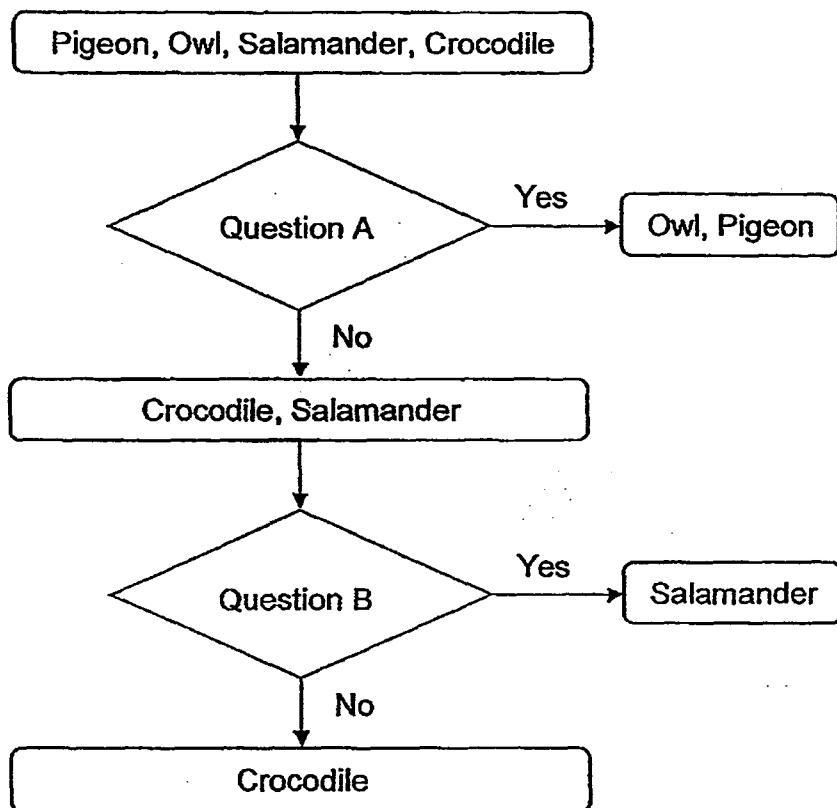 Pigeon, Owl, Salamander, Crocodile
Question A
Yes
Owl, Pigeon
No
Crocodile, Salamander
Question B
Yes
Salamander
No
Crocodile